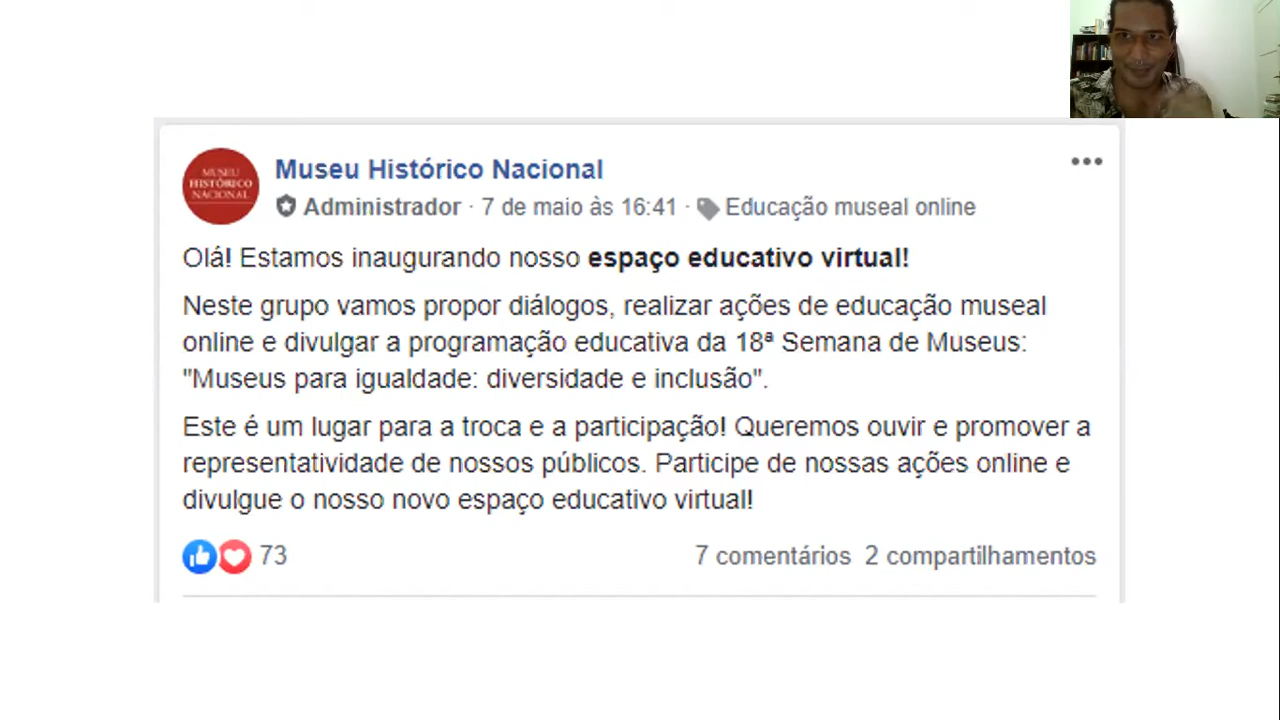 MUSEU
HISTÓRICO
NACIONAL
Museu Histórico Nacional
Administrador · 7 de maio às 16:41 · Educação museal online
Olá! Estamos inaugurando nosso espaço educativo virtual!
Neste grupo vamos propor diálogos, realizar ações de educação museal
online e divulgar a programação educativa da 18ª Semana de Museus:
"Museus para igualdade: diversidade e inclusão".
Este é um lugar para a troca e a participação! Queremos ouvir e promover a
representatividade de nossos públicos. Participe de nossas ações online e
divulgue o nosso novo espaço educativo virtual!
73
7 comentários 2 compartilhamentos